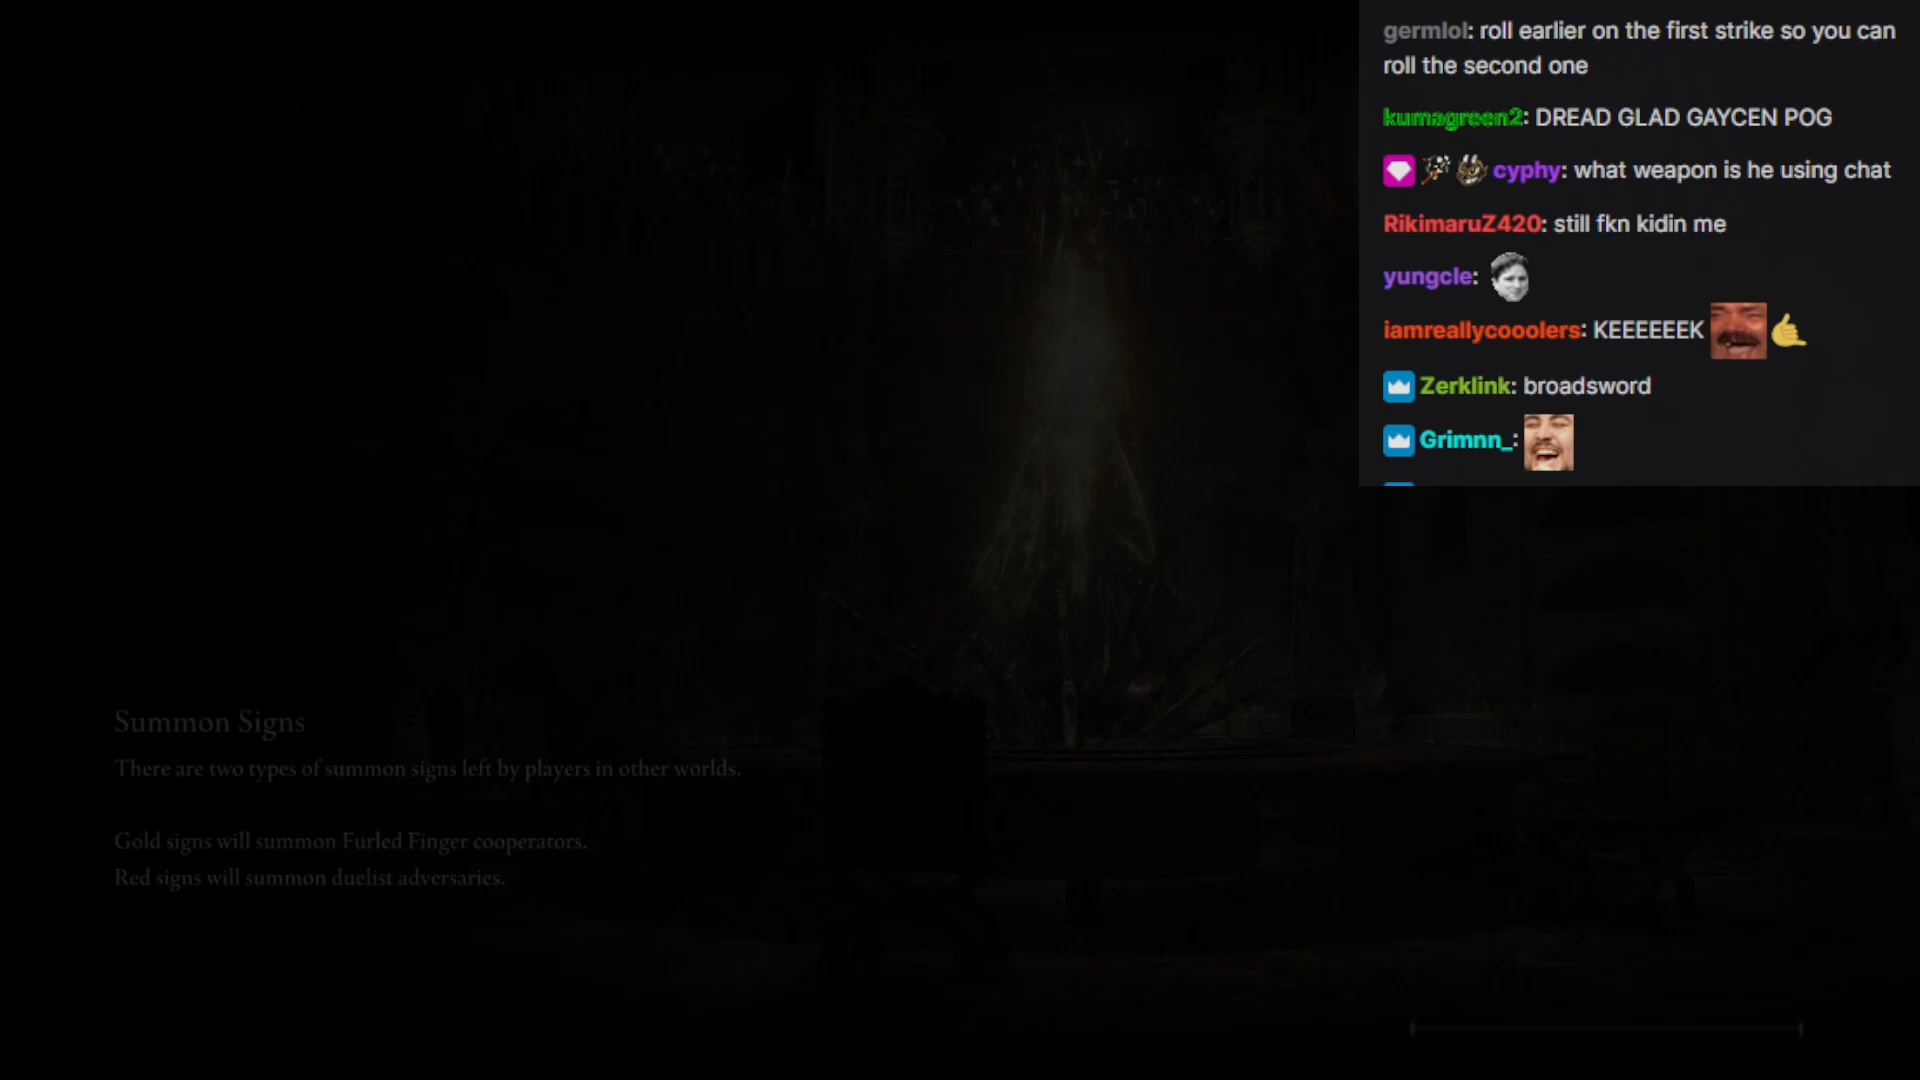 germlol: roll earlier on the first strike so you can
roll the second one
kumagreen2: DREAD GLAD GAYCEN POG
cyphy: what weapon is he using chat
RikimaruZ420: still fkn kidin me
yungcle:
iamreallycooolers: KEEEEEEK
Zerklink: broadsword
Grimnn_:
Summon Signs
There are two types of summon signs left by players in other worlds.
Gold signs will summon Furled Finger cooperators.
Red signs will summon duelist adversaries.